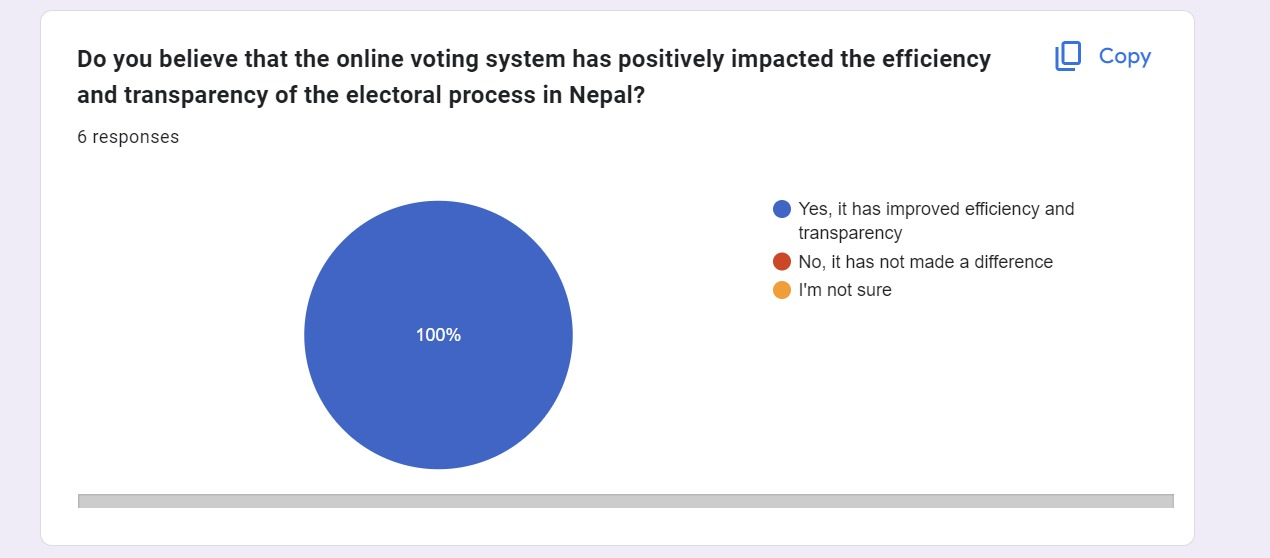 Do you believe that the online voting system has positively impacted the efficiency
and transparency of the electoral process in Nepal?
Copy
6 responses
100%
Yes, it has improved efficiency and
transparency
No, it has not made a difference
I'm not sure